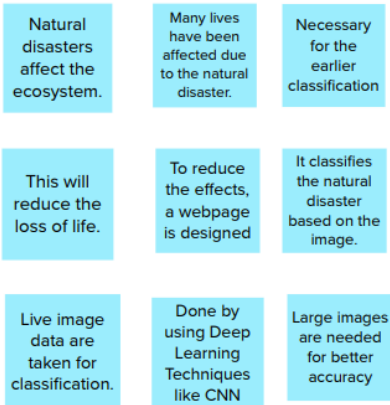 Natural
disasters
affect the
ecosystem.
Many lives
have been
affected due
to the natural
disaster.
Necessary
for the
earlier
classification
This will
reduce the
loss of life.
To reduce
the effects,
a webpage
is designed
It classifies
the natural
disaster
based on the
image.
Live image
data are
taken for
classification.
Done by
using Deep
Learning
Techniques
like CNN
Large images
are needed
for better
accuracy